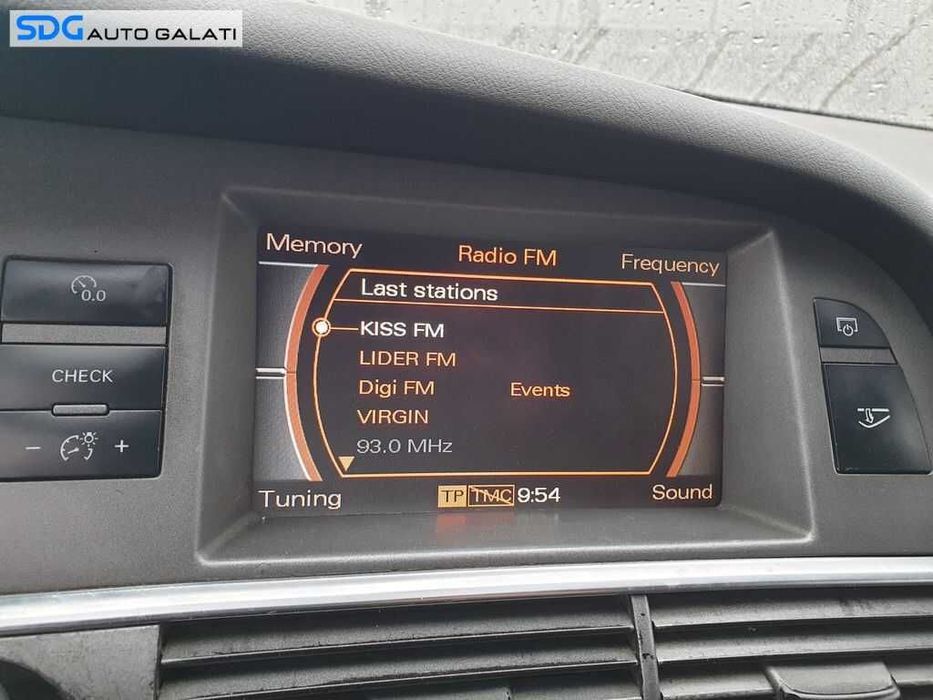 SDG AUTO GALATI
Memory
Radio FM
Frequency
Last stations
0.0
KISS FM
LIDER FM
CHECK
Digi FM
Events
VIRGIN
93.0 MHz
- +
Tuning
TP TMC 9:54
Sound